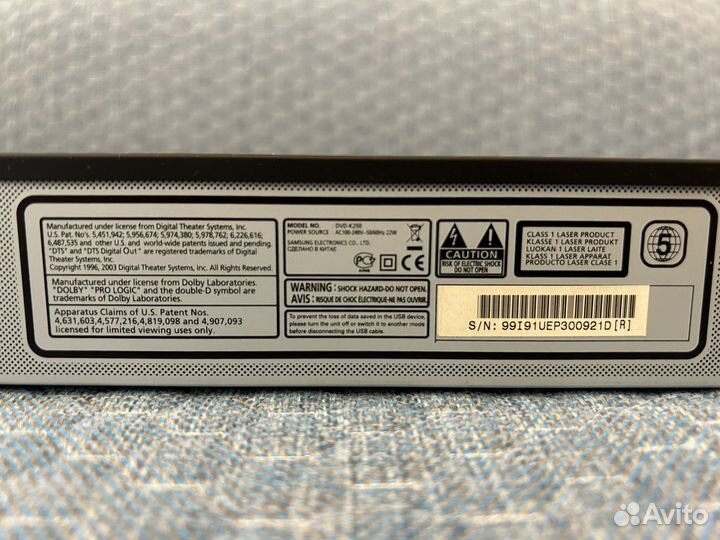 Manufactured under license from Digital Theater Systems, Inc.
U.S. Pat. No's. 5,451,942; 5,956,674; 5,974,380; 5,978,762; 6,226,616;
6,487,535 and other U.S. and world-wide patents issued and pending.
"DTS" and "DTS Digital Out" are registered trademarks of Digital
Theater Systems, Inc.
Copyright 1996, 2003 Digital Theater Systems, Inc. All Rights Reserved.
Manufactured under license from Dolby Laboratories.
"DOLBY" "PRO LOGIC" and the double-D symbol are
trademarks of Dolby Laboratories.
Apparatus Claims of U.S. Patent Nos.
4,631,603,4,577,216,4,819,098 and 4,907,093
licensed for limited viewing uses only.
MODEL NO. : DVD-K250
POWER SOURCE : AC100-240V~50/60Hz 22W
SAMSUNG ELECTRONICS CO., LTD.
СДЕЛАНО В КИТАЕ
WARNING : SHOCK HAZARD-DO NOT OPEN.
AVIS : RISQUE DE CHOC ÉLECTRIQUE-NE PAS OUVRIR.
To prevent the loss of data saved in the USB device,
please turn the unit off or switch it to another mode
before disconnecting the USB cable.
CAUTION
RISK OF ELECTRIC SHOCK
DO NOT OPEN
CLASS 1 LASER PRODUCT
KLASSE 1 LASER PRODUKT
LUOKAN 1 LASER LAITE
KLASS 1 LASER APPARAT
PRODUCTO LASER CLASE 1
5
S/N: 99I91UEP300921D[R]
Avito